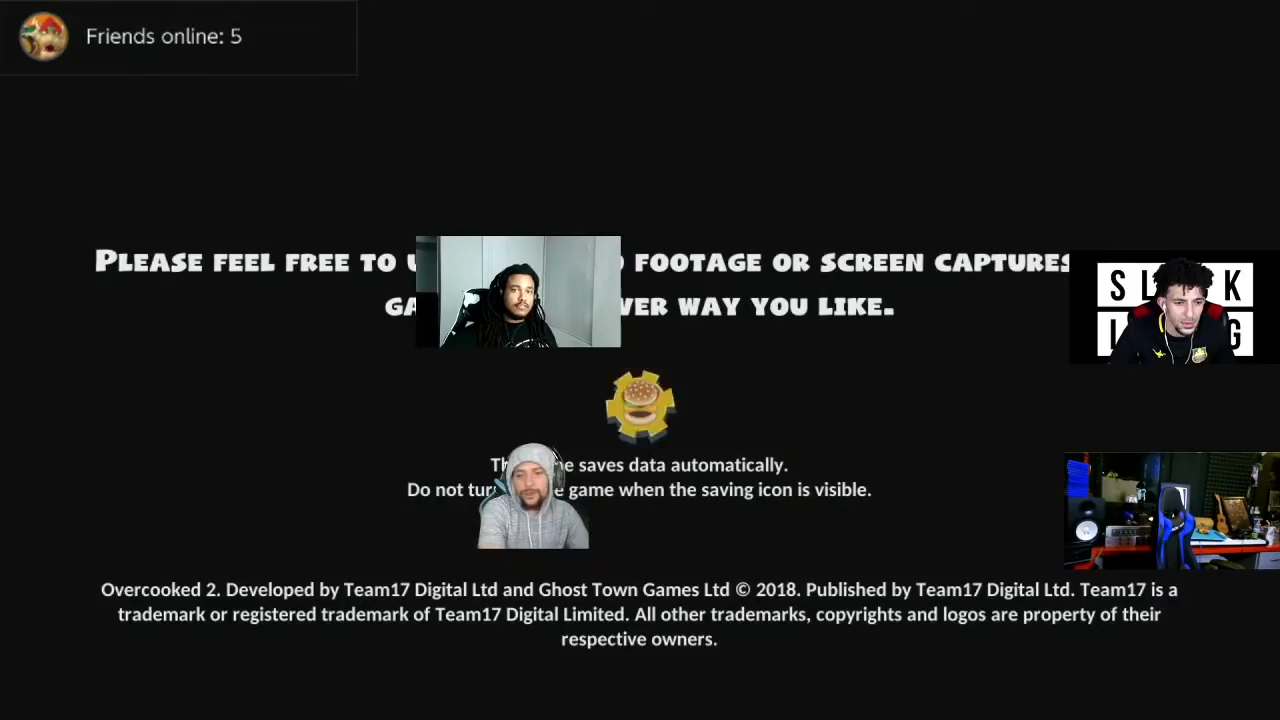 Friends online: 5
PLEASE FEEL FREE TO FOOTAGE OR SCREEN CAPTURES
WAY YOU LIKE.
saves data automatically.
Do not game when the saving icon is visible.
Overcooked 2. Developed by Team17 Digital Ltd and Ghost Town Games Ltd © 2018. Published by Team17 Digital Ltd. Team17 is a
trademark or registered trademark of Team17 Digital Limited. All other trademarks, copyrights and logos are property of their
respective owners.